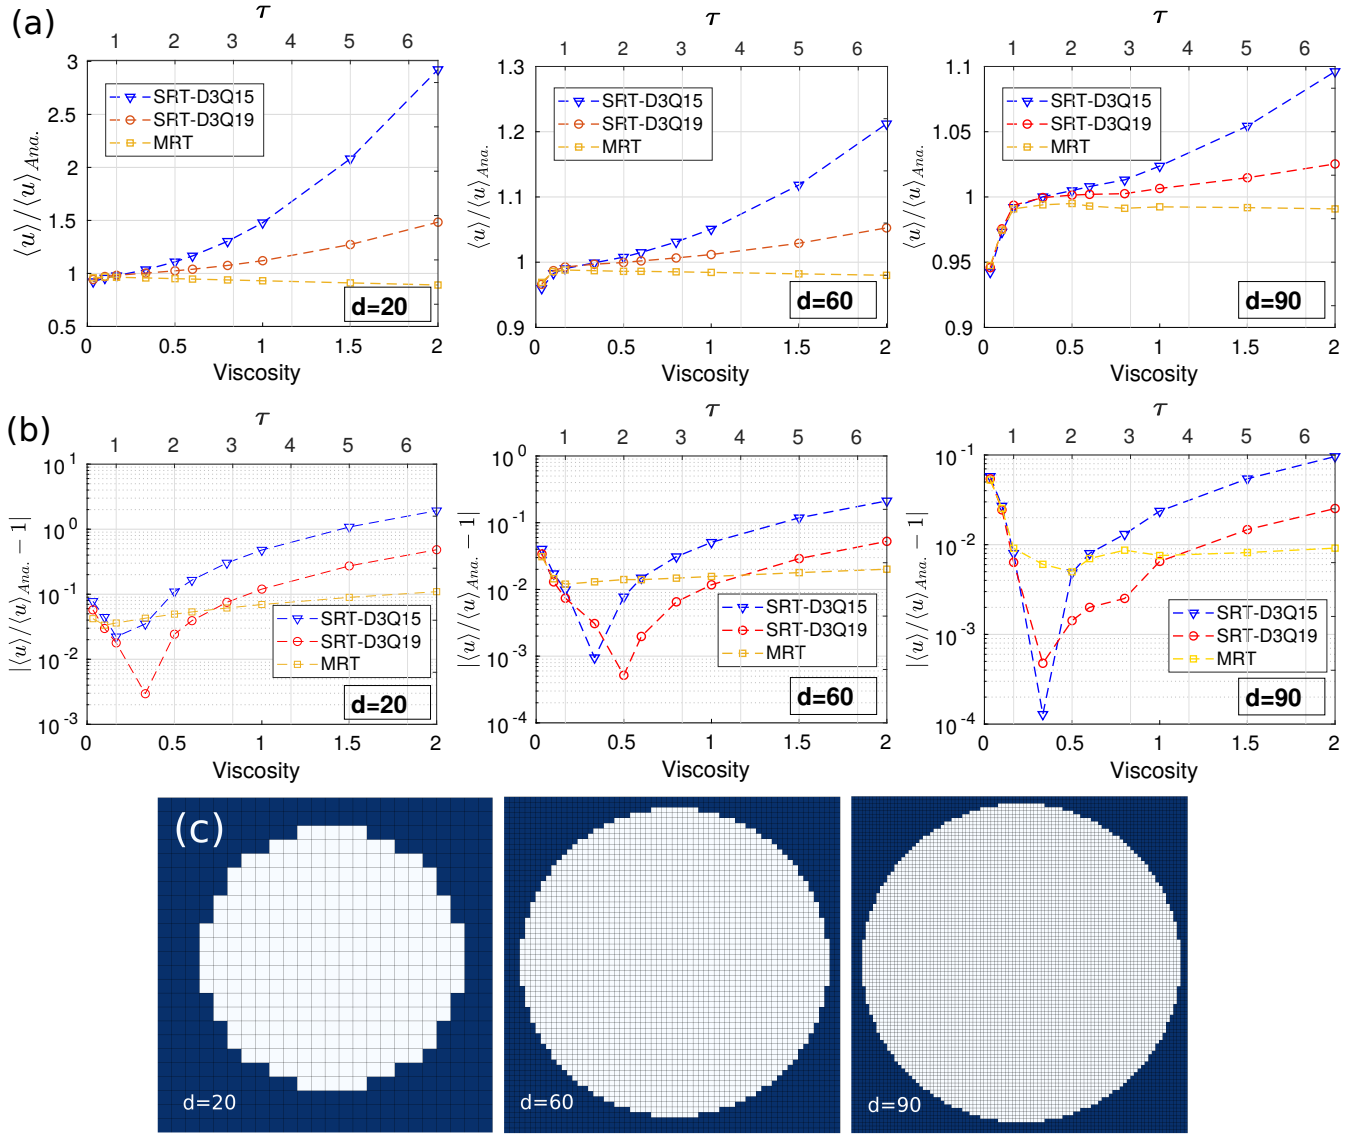 (a)
τ
τ
τ
1 2 3 4 5 6
1 2 3 4 5 6
1 2 3 4 5 6
3
2.5
2
1.5
1
0.5
⟨u⟩/⟨u⟩Ana.
SRT-D3Q15
SRT-D3Q19
MRT
d=20
0 0.5 1 1.5 2
Viscosity
1.3
1.2
1.1
1
0.9
⟨u⟩/⟨u⟩Ana.
SRT-D3Q15
SRT-D3Q19
MRT
d=60
0 0.5 1 1.5 2
Viscosity
1.1
1.05
1
0.95
0.9
⟨u⟩/⟨u⟩Ana.
SRT-D3Q15
SRT-D3Q19
MRT
d=90
0 0.5 1 1.5 2
Viscosity
(b)
τ
τ
τ
1 2 3 4 5 6
1 2 3 4 5 6
1 2 3 4 5 6
10^1
10^0
10^-1
10^-2
10^-3
|⟨u⟩/⟨u⟩Ana. − 1|
SRT-D3Q15
SRT-D3Q19
MRT
d=20
0 0.5 1 1.5 2
Viscosity
10^0
10^-1
10^-2
10^-3
10^-4
|⟨u⟩/⟨u⟩Ana. − 1|
SRT-D3Q15
SRT-D3Q19
MRT
d=60
0 0.5 1 1.5 2
Viscosity
10^-1
10^-2
10^-3
10^-4
|⟨u⟩/⟨u⟩Ana. − 1|
SRT-D3Q15
SRT-D3Q19
MRT
d=90
0 0.5 1 1.5 2
Viscosity
(c)
d=20
d=60
d=90